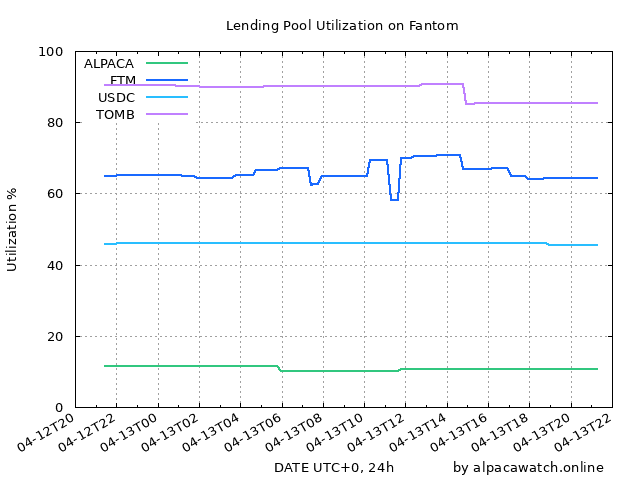 Lending Pool Utilization on Fantom
100
80
60
40
20
0
Utilization %
ALPACA
FTM
USDC
TOMB
04-12T20
04-12T22
04-13T00
04-13T02
04-13T04
04-13T06
04-13T08
04-13T10
04-13T12
04-13T14
04-13T16
04-13T18
04-13T20
04-13T22
DATE UTC+0, 24h
by alpacawatch.online